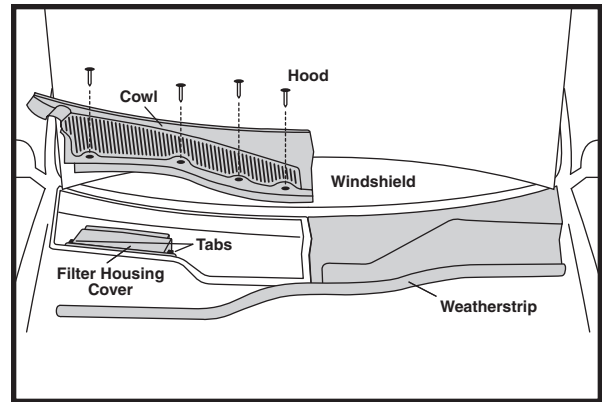 Hood
Cowl
Windshield
Tabs
Filter Housing
Cover
Weatherstrip